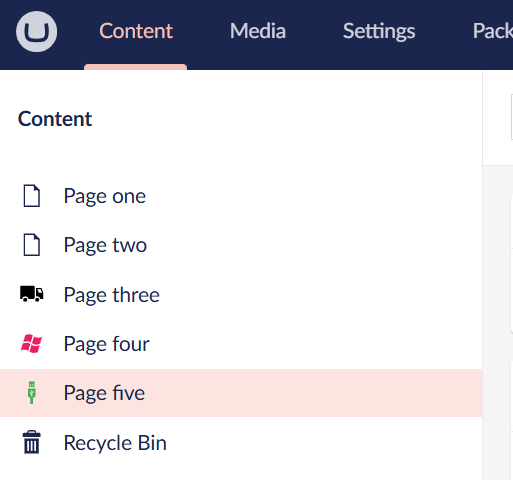 Content Media Settings Pack
Content
Page one
Page two
Page three
Page four
Page five
Recycle Bin